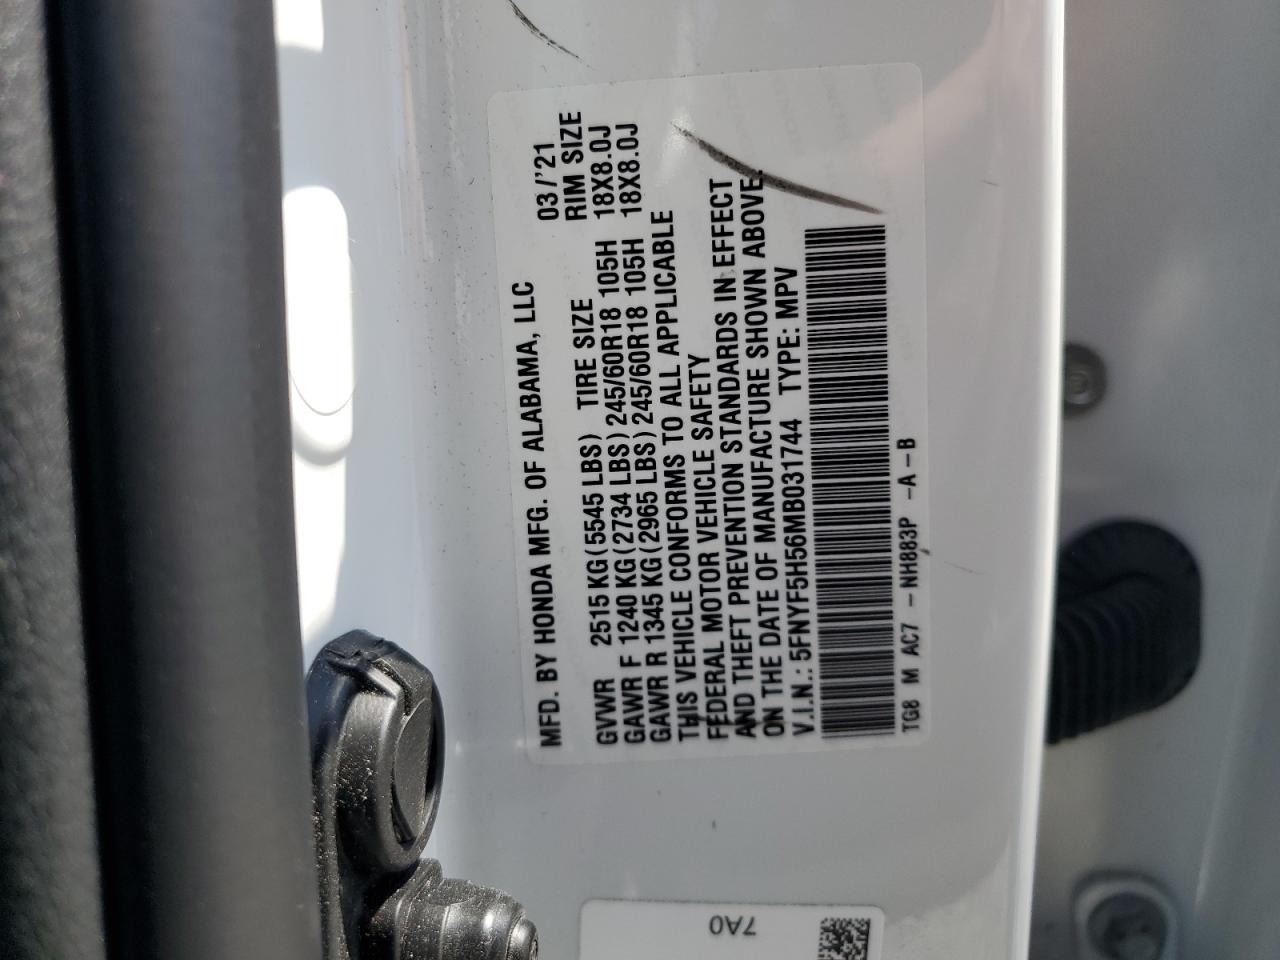 MFD. BY HONDA MFG. OF ALABAMA, LLC 03/'21
GVWR 2515 KG(5545 LBS) TIRE SIZE RIM SIZE
GAWR F 1240 KG(2734 LBS)245/60R18 105H 18X8.0J
GAWR R 1345 KG(2965 LBS)245/60R18 105H 18X8.0J
THIS VEHICLE CONFORMS TO ALL APPLICABLE
FEDERAL MOTOR VEHICLE SAFETY
AND THEFT PREVENTION STANDARDS IN EFFECT
ON THE DATE OF MANUFACTURE SHOWN ABOVE.
V.I.N.: 5FNYF5H56MB031744 TYPE: MPV
TG8 M AC7 -NH883P -A-B
7A0